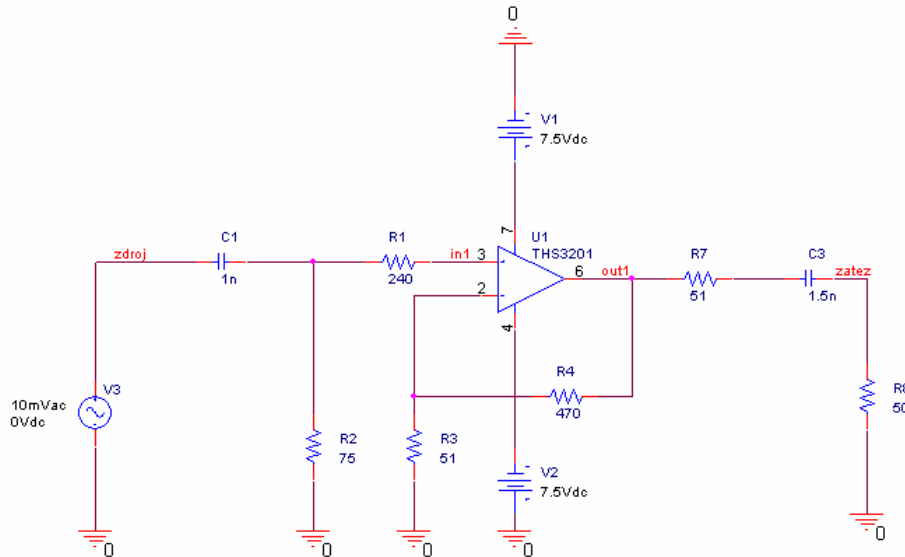 0
V1
7.5Vdc
7
U1
THS3201
C1
zdroj
1n
R1
240
in1
3
2
6
out1
4
R7
51
C3
1.5n
zatez
V3
10mVac
0Vdc
R2
75
R3
51
R4
470
V2
7.5Vdc
R8
50
0
0
0
0
0